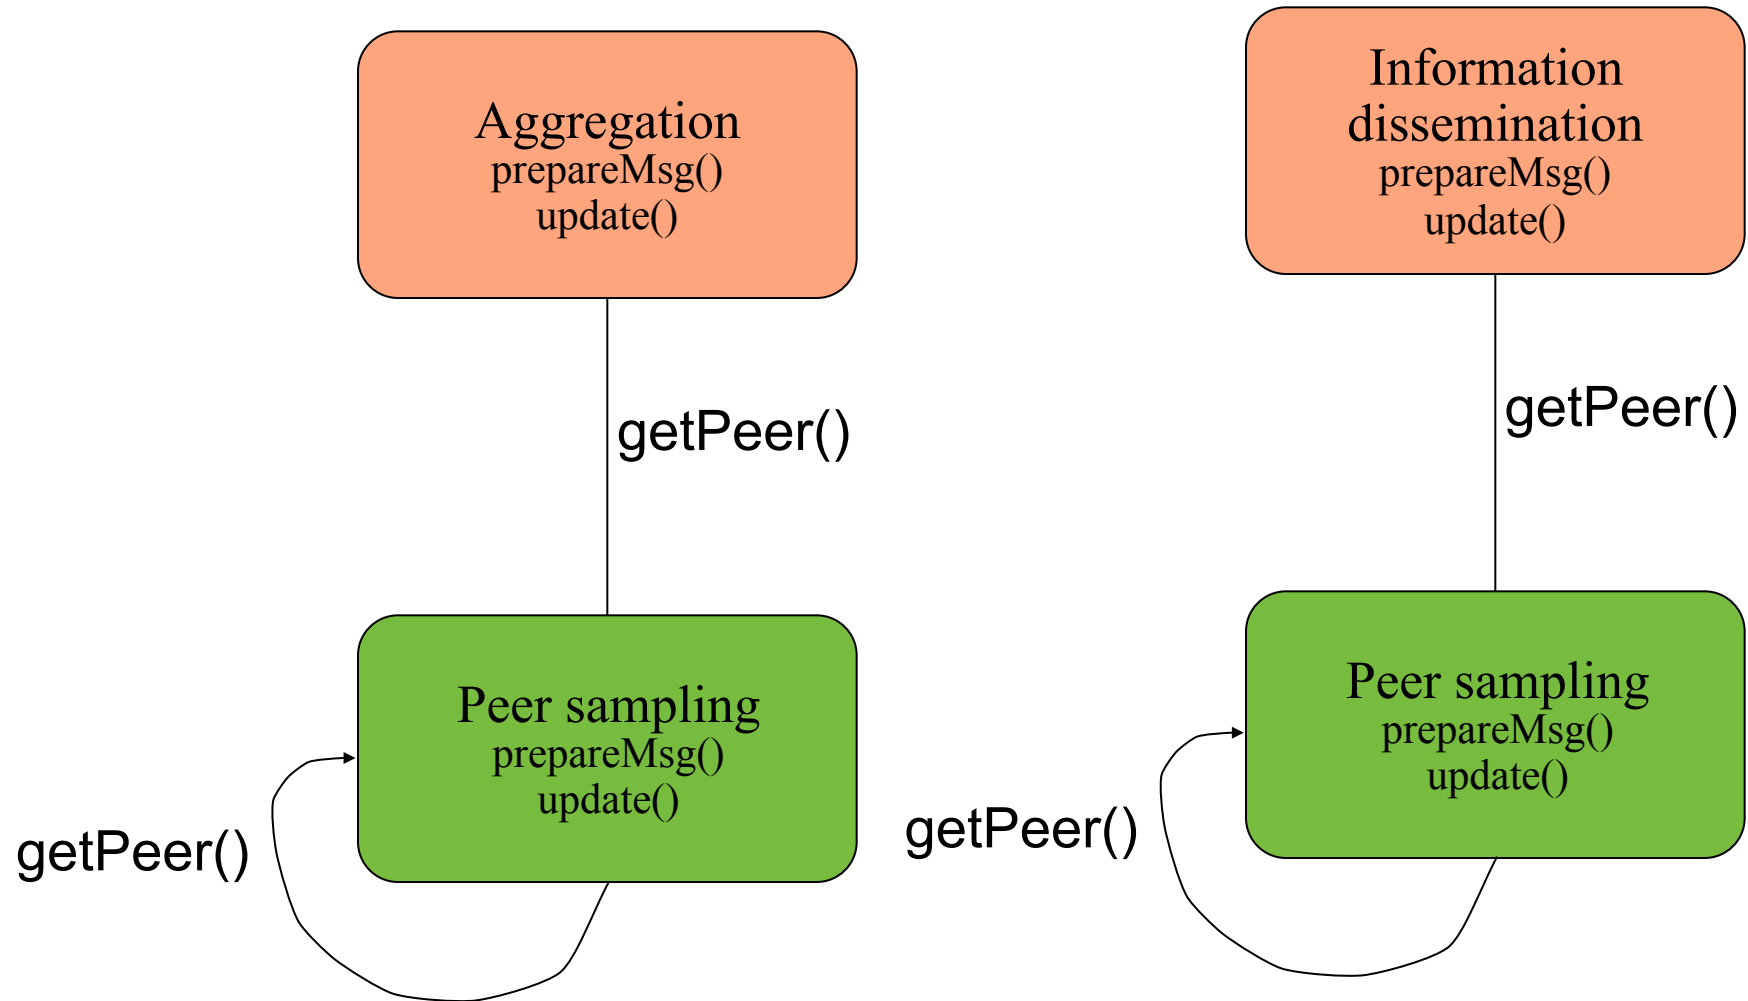 Aggregation
prepareMsg()
update()
getPeer()
Peer sampling
prepareMsg()
update()
getPeer()
Information
dissemination
prepareMsg()
update()
getPeer()
Peer sampling
prepareMsg()
update()
getPeer()